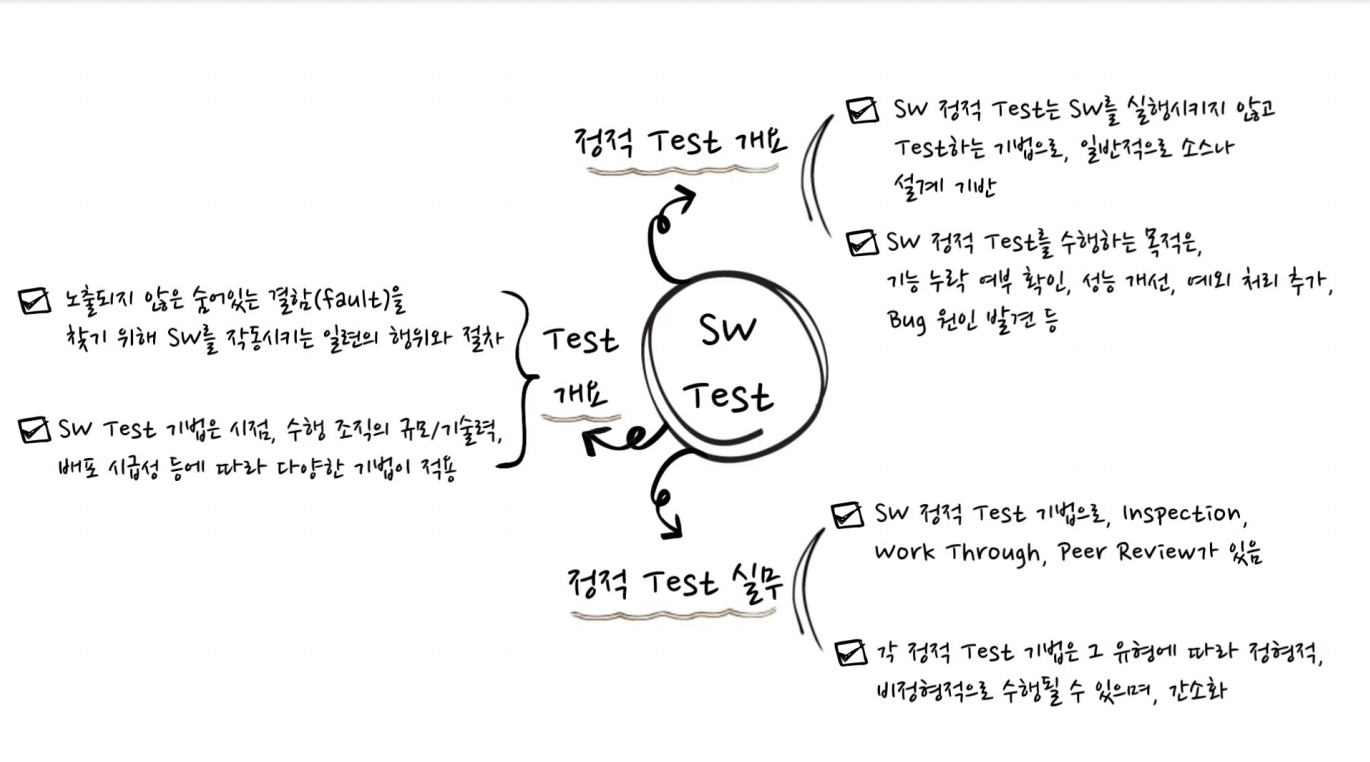 정적 Test 개요
SW 정적 Test는 SW를 실행시키지 않고
Test하는 기법으로, 일반적으로 소스나
설계 기반
SW 정적 Test를 수행하는 목적은,
기능 누락 여부 확인, 성능 개선, 예외 처리 추가,
Bug 원인 발견 등
SW
Test
Test
개요
노출되지 않은 숨어있는 결함(fault)을
찾기 위해 SW를 작동시키는 일련의 행위와 절차
SW Test 기법은 시점, 수행 조직의 규모/기술력,
배포 시급성 등에 따라 다양한 기법이 적용
정적 Test 실무
SW 정적 Test 기법으로, Inspection,
Work Through, Peer Review가 있음
각 정적 Test 기법은 그 유형에 따라 정형적,
비정형적으로 수행될 수 있으며, 간소화